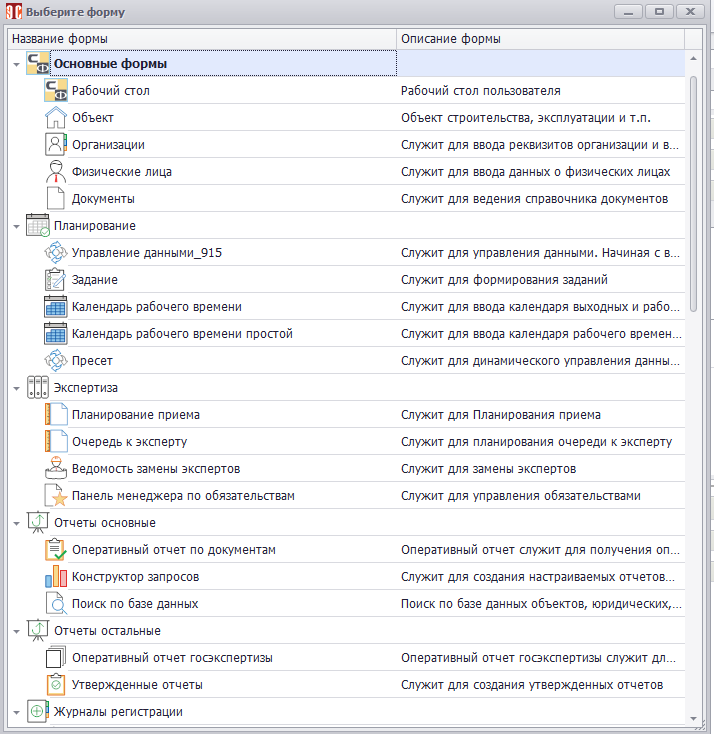 Выберите форму
Название формы Описание формы
Основные формы
Рабочий стол Рабочий стол пользователя
Объект Объект строительства, эксплуатации и т.п.
Организации Служит для ввода реквизитов организации и в...
Физические лица Служит для ввода данных о физических лицах
Документы Служит для ведения справочника документов
Планирование
Управление данными_915 Служит для управления данными. Начиная с в...
Задание Служит для формирования заданий
Календарь рабочего времени Служит для ввода календаря выходных и рабо...
Календарь рабочего времени простой Служит для ввода календаря рабочего времен...
Пресет Служит для динамического управления данны...
Экспертиза
Планирование приема Служит для Планирования приема
Очередь к эксперту Служит для планирования очереди к эксперту
Ведомость замены экспертов Служит для замены экспертов
Панель менеджера по обязательствам Служит для управления обязательствами
Отчеты основные
Оперативный отчет по документам Оперативный отчет служит для получения оп...
Конструктор запросов Служит для создания настраиваемых отчетов...
Поиск по базе данных Поиск по базе данных объектов, юридических,...
Отчеты остальные
Оперативный отчет госэкспертизы Оперативный отчет госэкспертизы служит дл...
Утвержденные отчеты Служит для создания утвержденных отчетов
Журналы регистрации